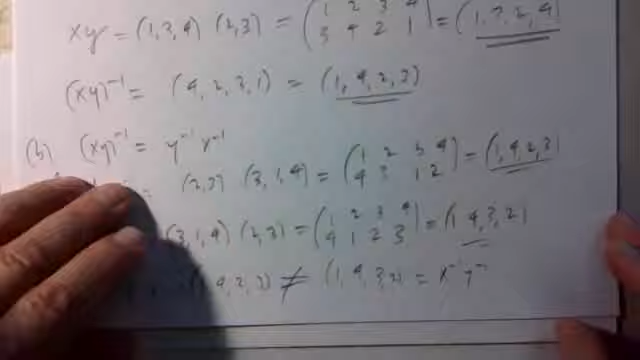 xy = (1,3,4) (2,3) = (1 2 3 4 / 3 4 2 1) = (1,3,2,4)
(xy)⁻¹ = (4,2,3,1) = (1,4,2,3)
(b) (xy)⁻¹ = y⁻¹ x⁻¹
= (2,3) (3,1,4) = (1 2 3 4 / 4 3 1 2) = (1,4,2,3)
(3,1,4) (2,3) = (1 2 3 4 / 4 1 2 3) = (1 4,3,2)
4,2,3) ≠ (1,4,3,2) = x⁻¹ y⁻¹